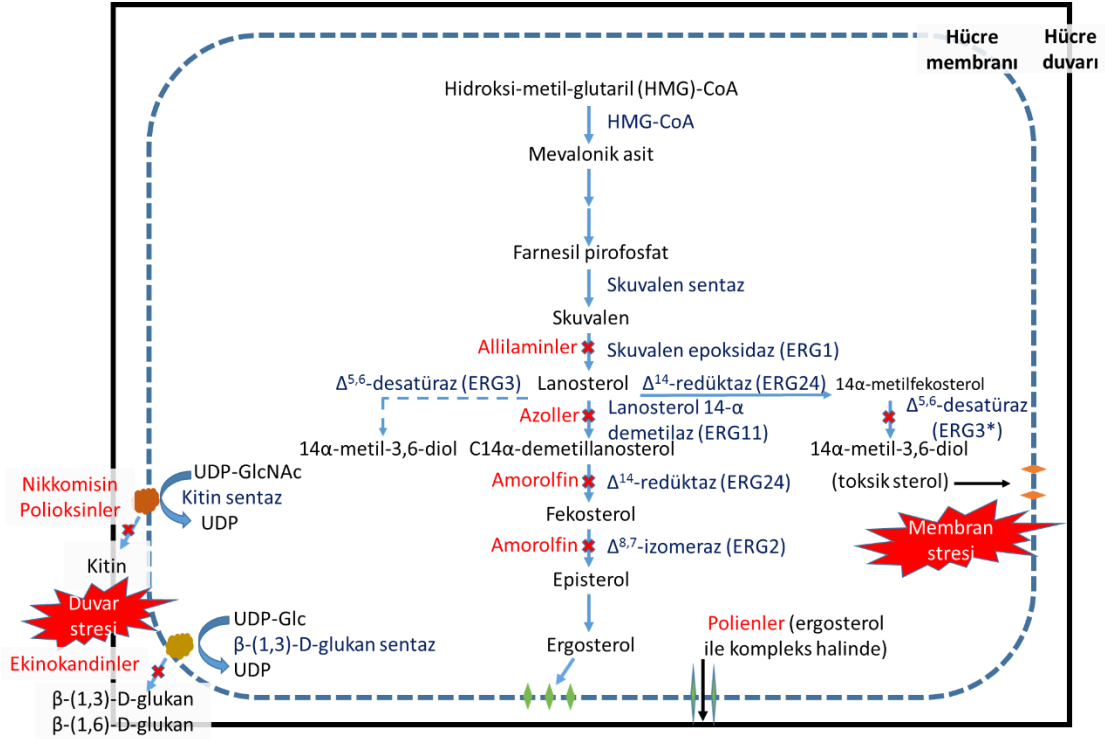 Hücre
membranı
Hücre
duvarı
Hidroksi-metil-glutaril (HMG)-CoA
HMG-CoA
Mevalonik asit
Farnesil pirofosfat
Skuvalen sentaz
Skuvalen
Allilaminler
Skuvalen epoksidaz (ERG1)
Δ5,6-desatüraz (ERG3)
Lanosterol
Δ14-redüktaz (ERG24)
14α-metilfekosterol
Azoller
Lanosterol 14-α
demetilaz (ERG11)
Δ5,6-desatüraz
(ERG3*)
14α-metil-3,6-diol
C14α-demetillanosterol
14α-metil-3,6-diol
(toksik sterol)
Amorolfin
Δ14-redüktaz (ERG24)
Fekosterol
Membran
stresi
Amorolfin
Δ8,7-izomeraz (ERG2)
Episterol
Ergosterol
Nikkomisin
Polioksinler
UDP-GlcNAc
Kitin sentaz
UDP
Kitin
Duvar
stresi
UDP-Glc
β-(1,3)-D-glukan sentaz
UDP
Ekinokandinler
β-(1,3)-D-glukan
β-(1,6)-D-glukan
Polienler (ergosterol
ile kompleks halinde)